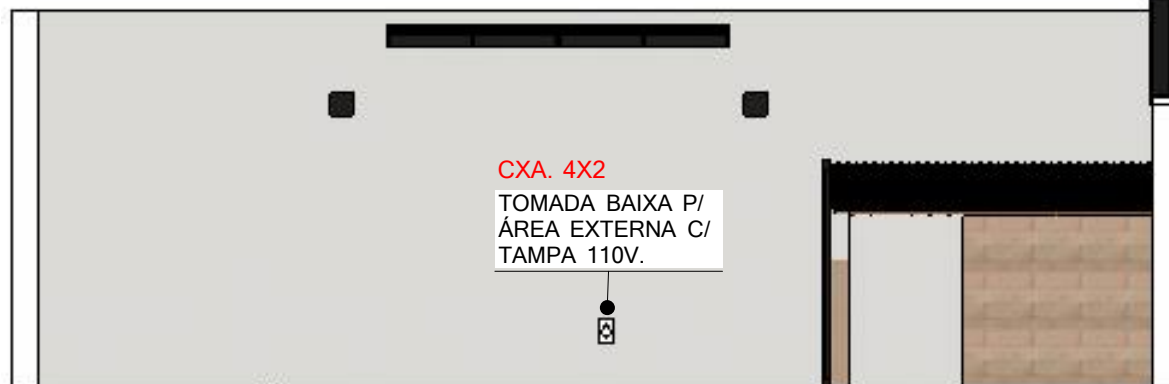 CXA. 4X2
TOMADA BAIXA P/
ÁREA EXTERNA C/
TAMPA 110V.